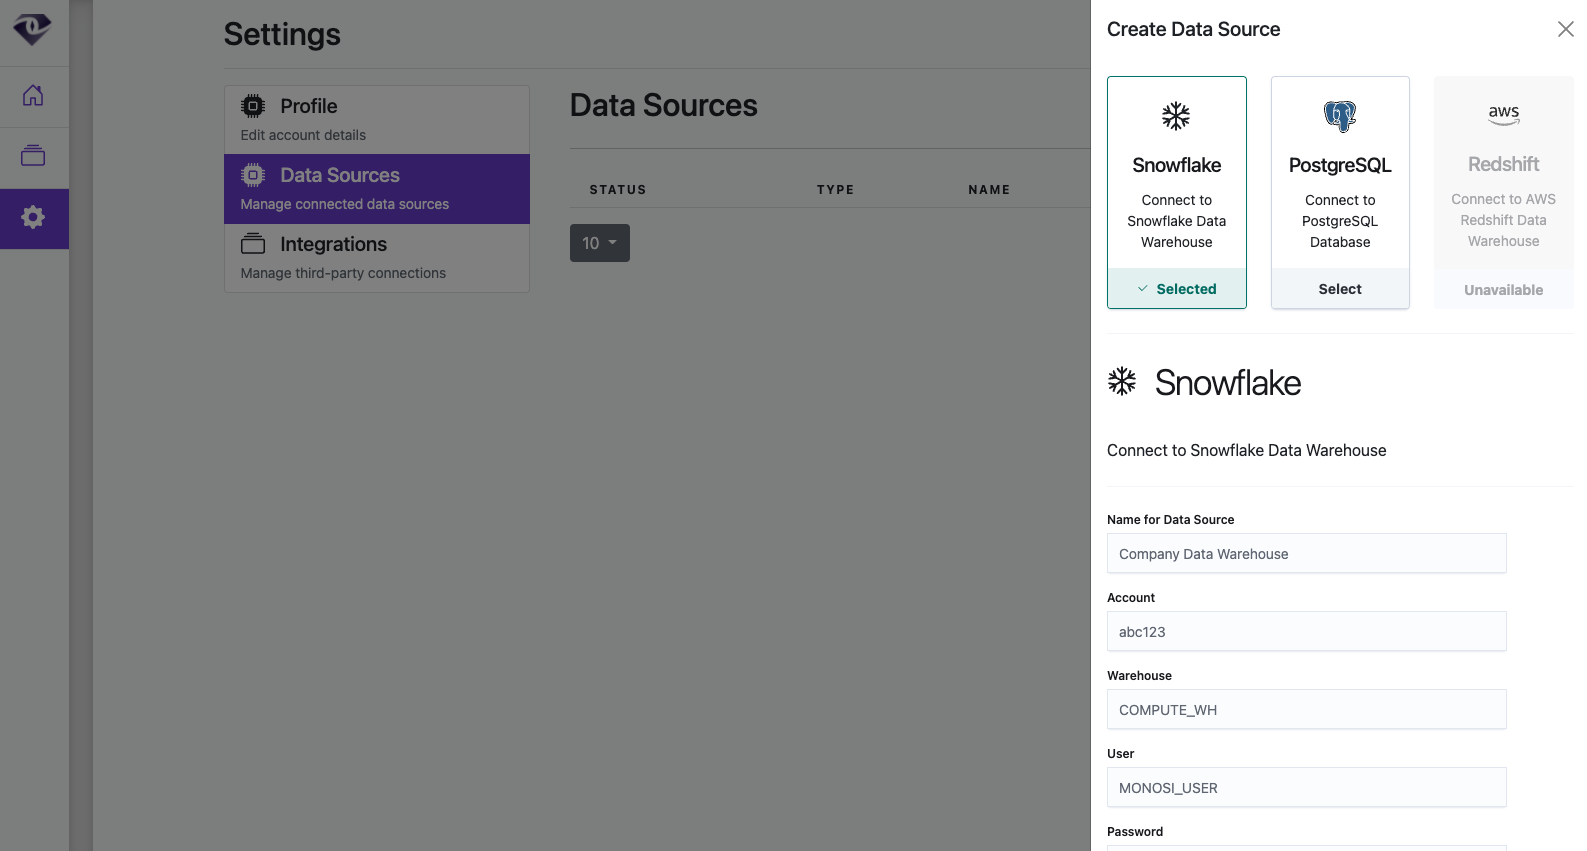 Settings
Profile
Edit account details
Data Sources
Manage connected data sources
Integrations
Manage third-party connections
Data Sources
STATUS TYPE NAME
10
Create Data Source
Snowflake
Connect to
Snowflake Data
Warehouse
Selected
PostgreSQL
Connect to
PostgreSQL
Database
Select
aws
Redshift
Connect to AWS
Redshift Data
Warehouse
Unavailable
Snowflake
Connect to Snowflake Data Warehouse
Name for Data Source
Company Data Warehouse
Account
abc123
Warehouse
COMPUTE_WH
User
MONOSI_USER
Password